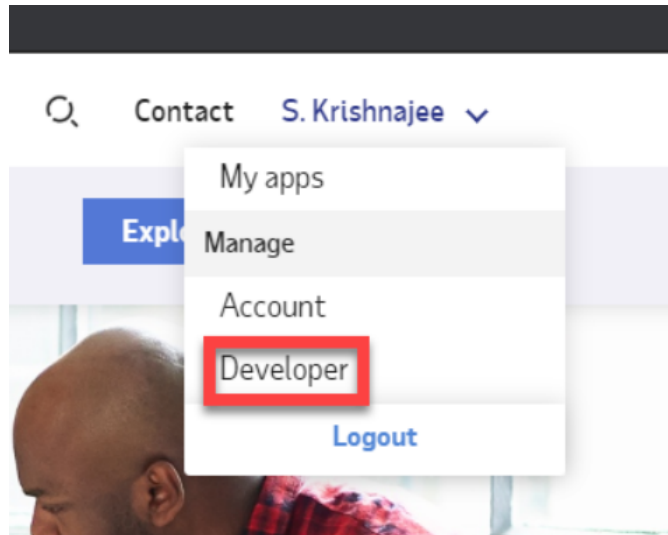 Contact S. Krishnajee
My apps
Manage
Account
Developer
Logout